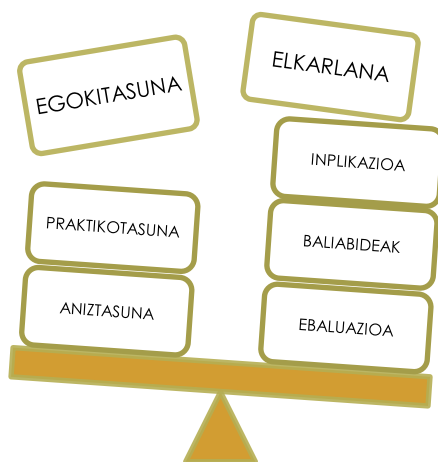 EGOKITASUNA
PRAKTIKOTASUNA
ANIZTASUNA
ELKARLANA
INPLIKAZIOA
BALIABIDEAK
EBALUAZIOA